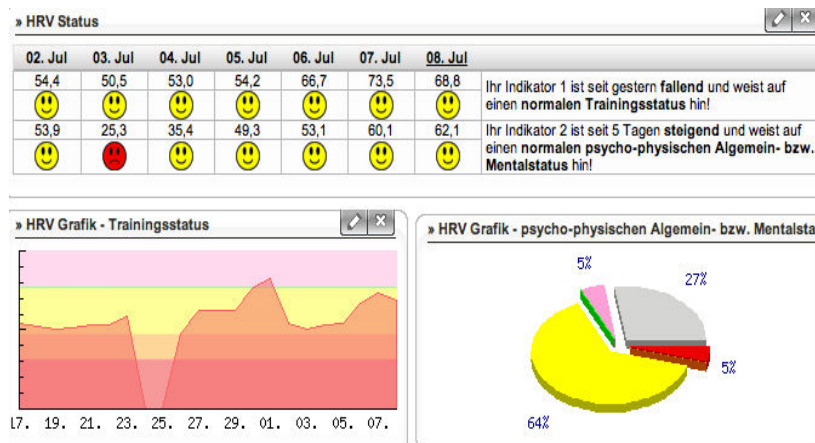 » HRV Status
02. Jul 03. Jul 04. Jul 05. Jul 06. Jul 07. Jul 08. Jul
54,4 50,5 53,0 54,2 66,7 73,5 68,8
Ihr Indikator 1 ist seit gestern fallend und weist auf
einen normalen Trainingsstatus hin!
53,9 25,3 35,4 49,3 53,1 60,1 62,1
Ihr Indikator 2 ist seit 5 Tagen steigend und weist auf
einen normalen psycho-physischen Algemein- bzw.
Mentalstatus hin!
» HRV Grafik - Trainingsstatus
17. 19. 21. 23. 25. 27. 29. 01. 03. 05. 07.
» HRV Grafik - psycho-physischen Algemein- bzw. Mentalsta
5%
27%
5%
64%